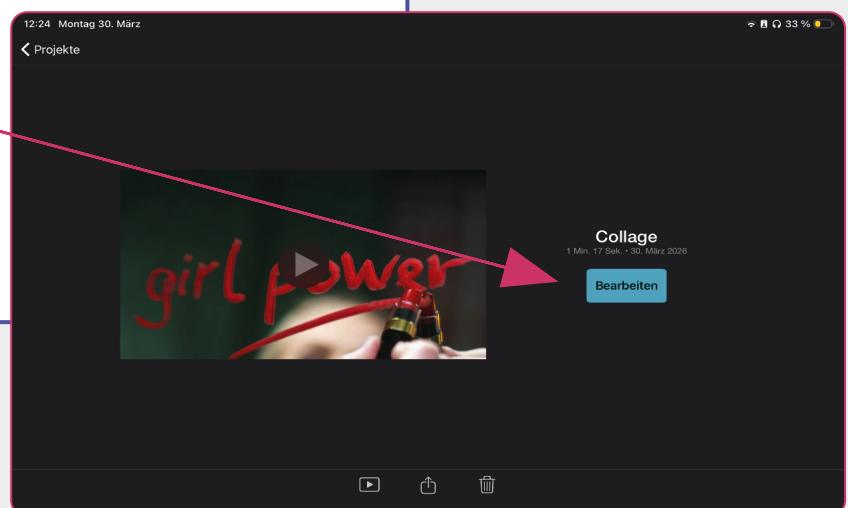 12:24 Montag 30. März
33 %
Projekte
girl power
Collage
1 Min. 17 Sek. • 30. März 2026
Bearbeiten